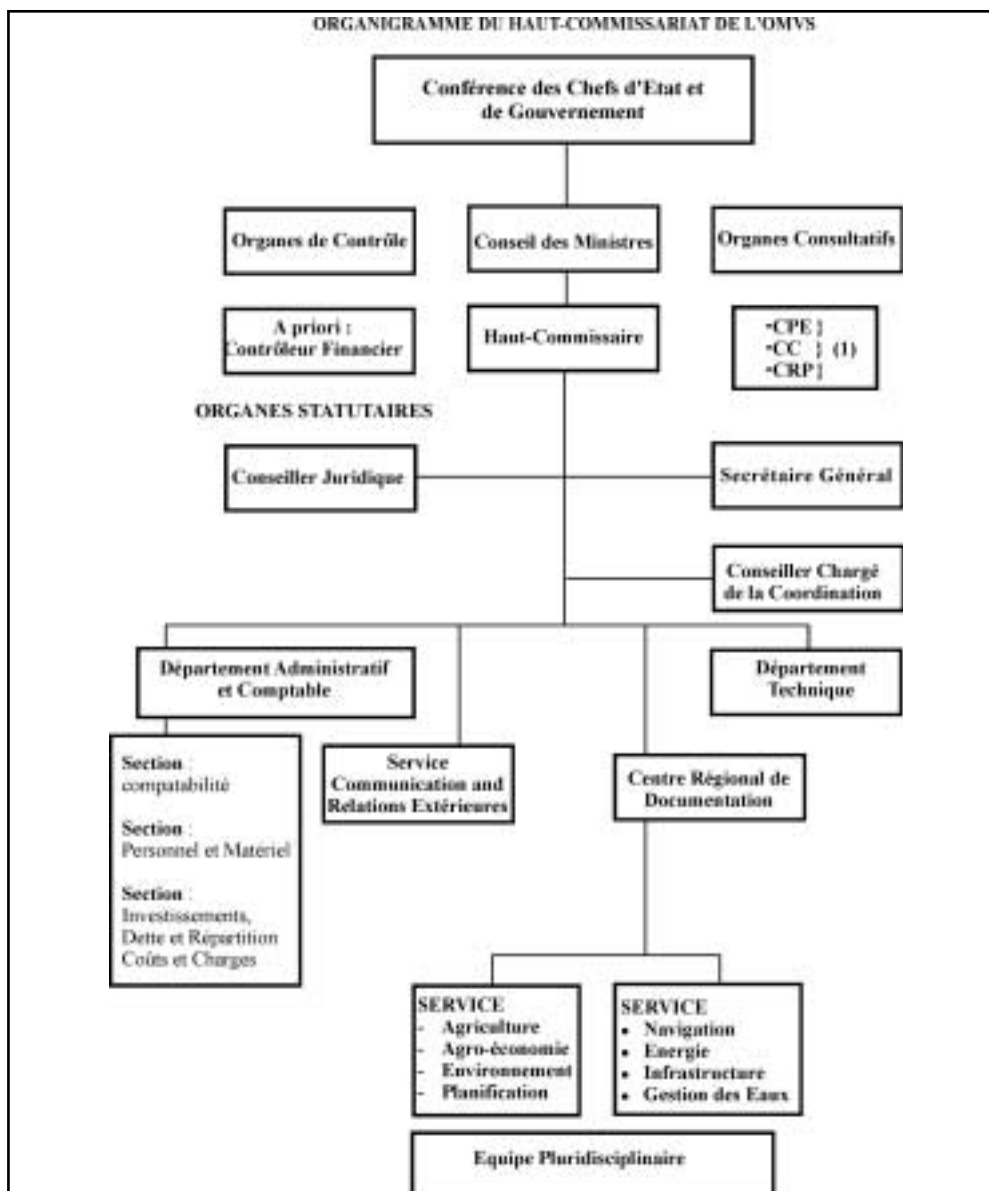 ORGANIGRAMME DU HAUT-COMMISSARIAT DE L'OMVS
Conférence des Chefs d'Etat et
de Gouvernement
Organes de Contrôle
Conseil des Ministres
Organes Consultatifs
A priori :
Contrôleur Financier
Haut-Commissaire
-CPE }
-CC } (1)
-CRP }
ORGANES STATUTAIRES
Conseiller Juridique
Secrétaire Général
Conseiller Chargé
de la Coordination
Département Administratif
et Comptable
Département
Technique
Section :
compatabilité
Section :
Personnel et Matériel
Section :
Investissements,
Dette et Répartition
Coûts et Charges
Service
Communication and
Relations Extérieures
Centre Régional de
Documentation
SERVICE
- Agriculture
- Agro-économie
- Environnement
- Planification
SERVICE
• Navigation
• Energie
• Infrastructure
• Gestion des Eaux
Equipe Pluridisciplinaire